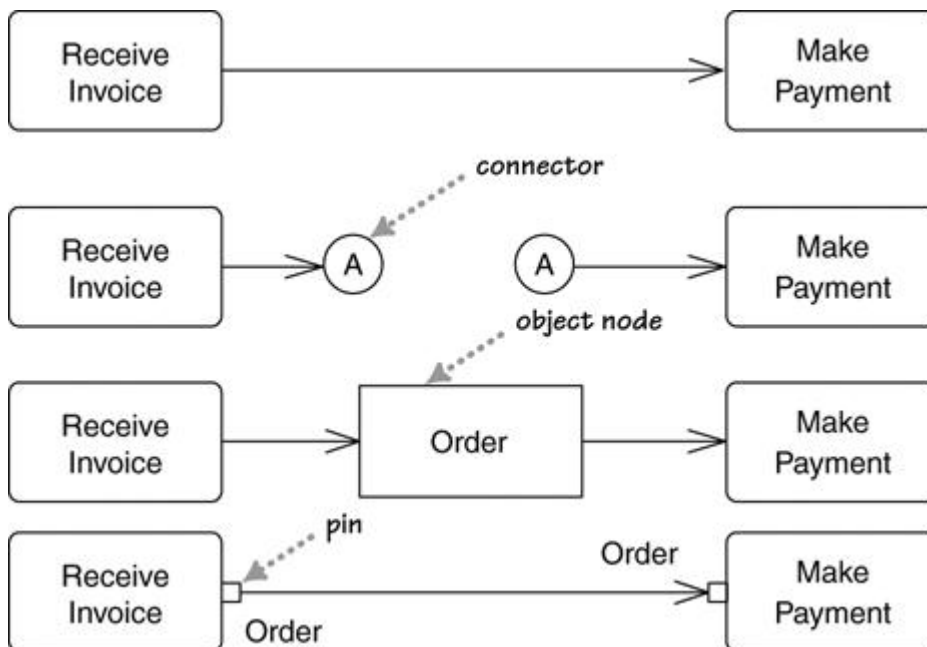 Receive
Invoice
Make
Payment
connector
Receive
Invoice
A
A
Make
Payment
object node
Receive
Invoice
Order
Make
Payment
pin
Receive
Invoice
Order
Order
Make
Payment